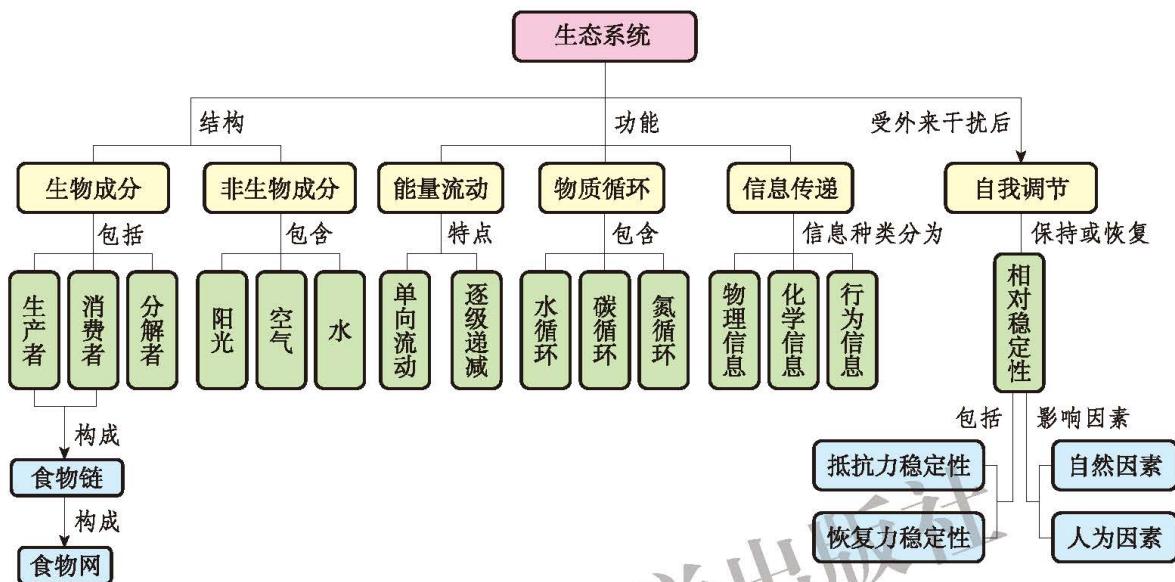 生态系统
结构
功能
受外来干扰后
生物成分
非生物成分
能量流动
物质循环
信息传递
自我调节
包括
包含
特点
包含
信息种类分为
保持或恢复
生产者
消费者
分解者
阳光
空气
水
单向流动
逐级递减
水循环
碳循环
氮循环
物理信息
化学信息
行为信息
相对稳定性
构成
包括
影响因素
食物链
抵抗力稳定性
自然因素
构成
食物网
恢复力稳定性
人为因素
出版社